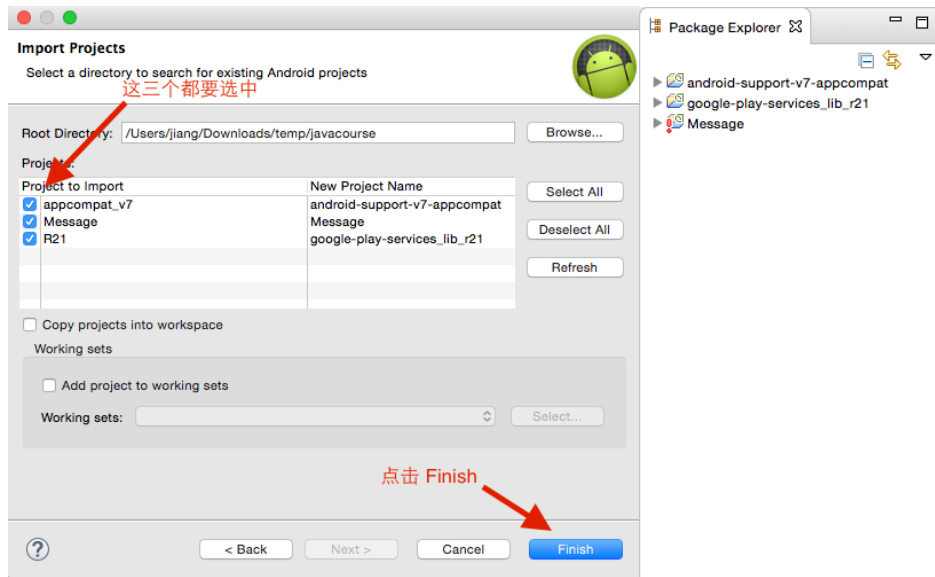 Import Projects
Select a directory to search for existing Android projects
这三个都要选中
Root Directory: /Users/jiang/Downloads/temp/javacourse Browse...
Projects:
Project to Import New Project Name
appcompat_v7 android-support-v7-appcompat
Message Message
R21 google-play-services_lib_r21
Select All
Deselect All
Refresh
Copy projects into workspace
Working sets
Add project to working sets
Working sets: Select...
点击 Finish
? < Back Next > Cancel Finish
Package Explorer
android-support-v7-appcompat
google-play-services_lib_r21
Message